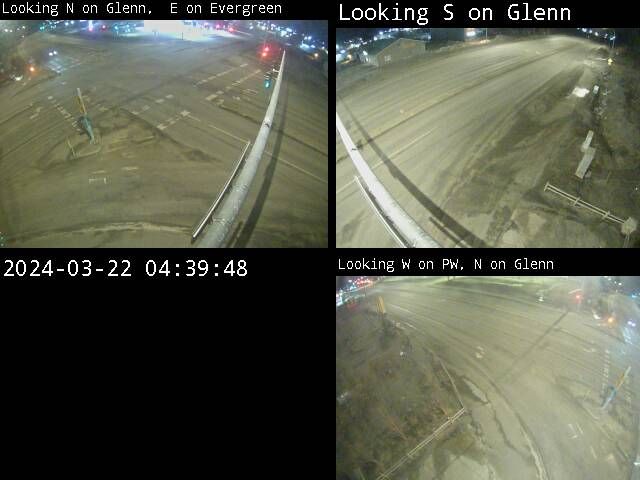 Looking N on Glenn,  E on Evergreen
Looking S on Glenn
2024-03-22 04:39:48
Looking W on PW, N on Glenn